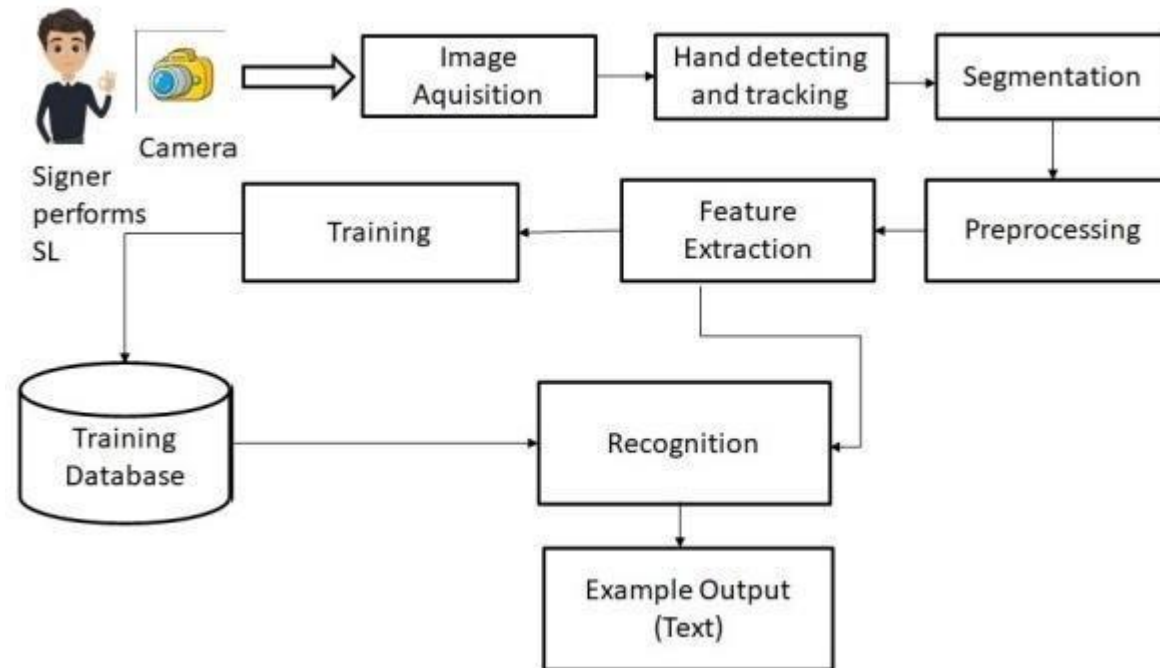 Signer
performs
SL
Camera
Image
Aquisition
Hand detecting
and tracking
Segmentation
Preprocessing
Feature
Extraction
Training
Training
Database
Recognition
Example Output
(Text)